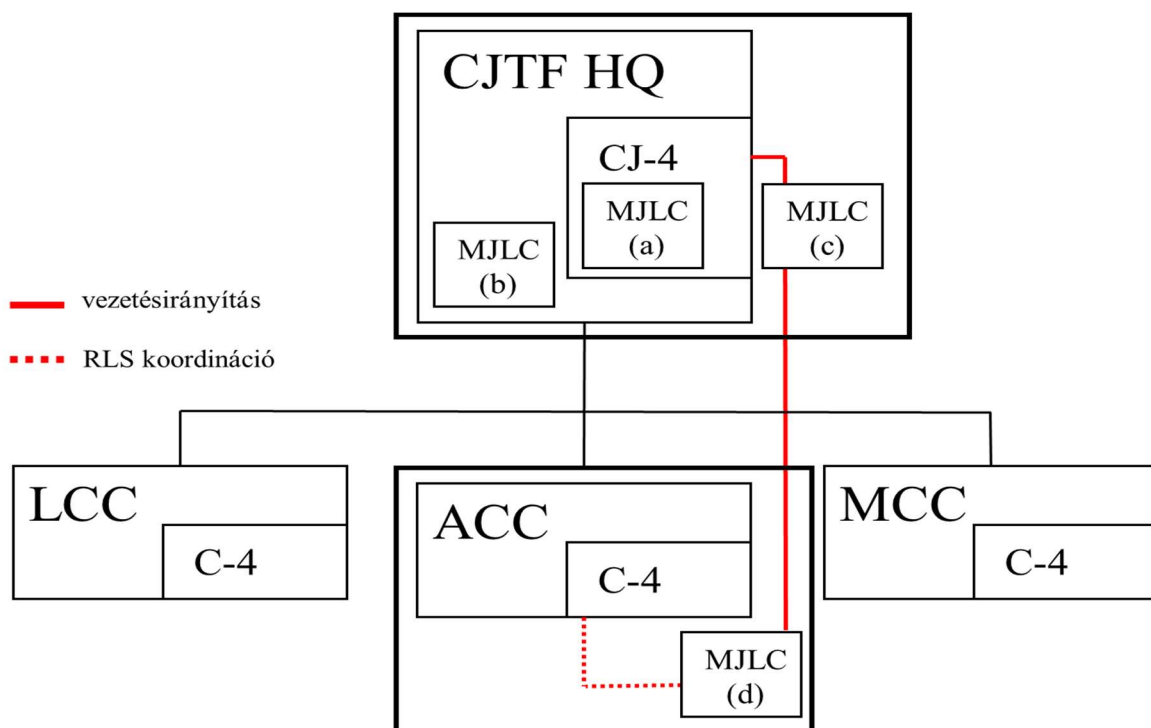 CJTF HQ
CJ-4
MJLC
(a)
MJLC
(b)
MJLC
(c)
vezetésirányítás
RLS koordináció
LCC
C-4
ACC
C-4
MCC
C-4
MJLC
(d)